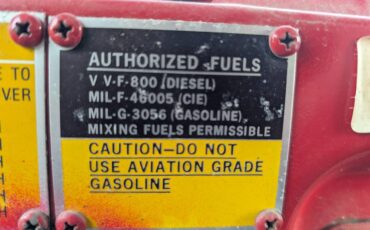 E TO
VER
AUTHORIZED FUELS
V V-F-800 (DIESEL)
MIL-F-46005 (CIE)
MIL-G-3056 (GASOLINE)
MIXING FUELS PERMISSIBLE
CAUTION—DO NOT
USE AVIATION GRADE
GASOLINE